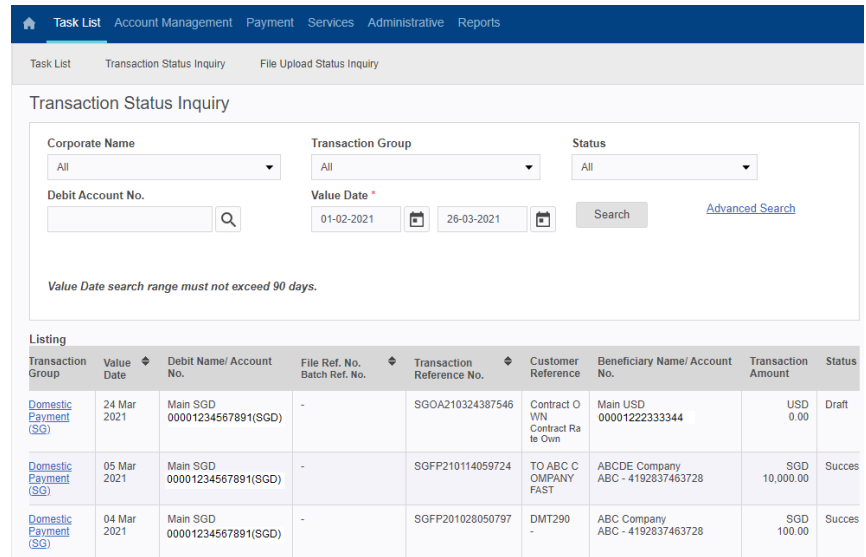 Task List Account Management Payment Services Administrative Reports
Task List Transaction Status Inquiry File Upload Status Inquiry
Transaction Status Inquiry
Corporate Name Transaction Group Status
All All All
Debit Account No. Value Date *
01-02-2021 26-03-2021 Search Advanced Search
Value Date search range must not exceed 90 days.
Listing
Transaction Group Value Date Debit Name/ Account No. File Ref. No. Batch Ref. No. Transaction Reference No. Customer Reference Beneficiary Name/ Account No. Transaction Amount Status
Domestic 24 Mar Main SGD - SGOA210324387546 Contract O Main USD USD Draft
Payment 2021 00001234567891(SGD) WN 00001222333344 0.00
(SG) Contract Ra
te Own
Domestic 05 Mar Main SGD - SGFP210114059724 TO ABC C ABCDE Company SGD Succes
Payment 2021 00001234567891(SGD) OMPANY ABC - 4192837463728 10,000.00
(SG) FAST
Domestic 04 Mar Main SGD - SGFP201028050797 DMT290 ABC Company SGD Succes
Payment 2021 00001234567891(SGD) - ABC - 4192837463728 100.00
(SG)